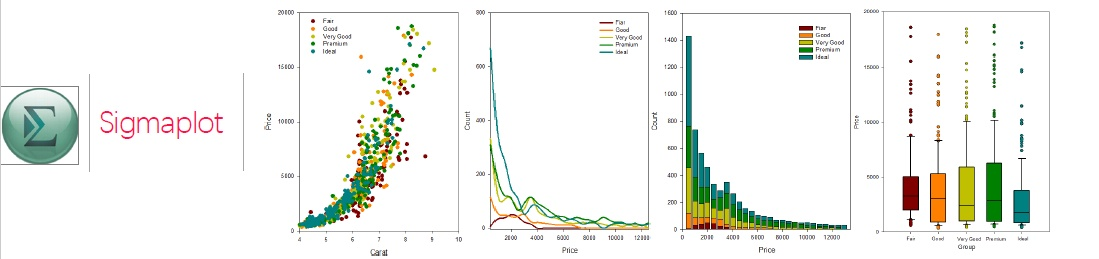 Σ
Sigmaplot
20000
15000
10000
5000
0
Price
4 5 6 7 8 9 10
Carat
Fair
Good
Very Good
Premium
Ideal
800
600
400
200
0
Count
2000 4000 6000 8000 10000 12000
Price
Fiar
Good
Very Good
Premium
Ideal
1600
1400
1200
1000
800
600
400
200
0
Count
0 2000 4000 6000 8000 10000 12000
Price
Fiar
Good
Very Good
Premium
Ideal
20000
15000
10000
5000
0
Price
Fair Good Very Good Premium Ideal
Group